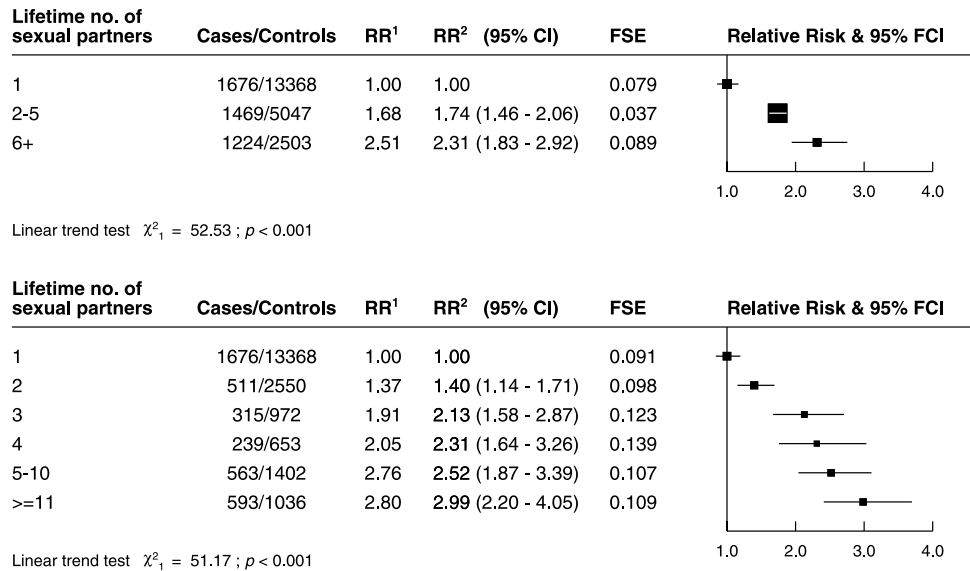 Lifetime no. of
sexual partners Cases/Controls RR¹ RR² (95% CI) FSE Relative Risk & 95% FCI
1 1676/13368 1.00 1.00 0.079
2-5 1469/5047 1.68 1.74 (1.46 - 2.06) 0.037
6+ 1224/2503 2.51 2.31 (1.83 - 2.92) 0.089
1.0 2.0 3.0 4.0
Linear trend test χ²₁ = 52.53 ; p < 0.001
Lifetime no. of
sexual partners Cases/Controls RR¹ RR² (95% CI) FSE Relative Risk & 95% FCI
1 1676/13368 1.00 1.00 0.091
2 511/2550 1.37 1.40 (1.14 - 1.71) 0.098
3 315/972 1.91 2.13 (1.58 - 2.87) 0.123
4 239/653 2.05 2.31 (1.64 - 3.26) 0.139
5-10 563/1402 2.76 2.52 (1.87 - 3.39) 0.107
>=11 593/1036 2.80 2.99 (2.20 - 4.05) 0.109
1.0 2.0 3.0 4.0
Linear trend test χ²₁ = 51.17 ; p < 0.001